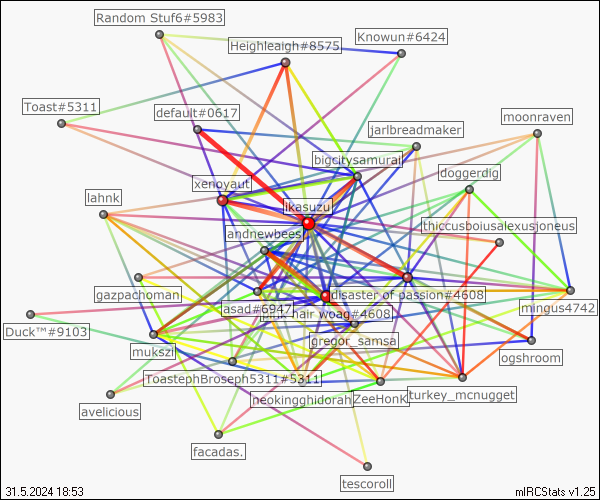 Random Stuf6#5983
Knowun#6424
Heighleaigh#8575
Toast#5311
default#0617
moonraven
jarlbreadmaker
bigcitysamurai
doggerdig
xenoyaut
lahnk
likasuzu
thiccusboiusalexusjoneus
andnewbees
gazpachoman
disaster of passion#4608
asad#6947
hair woag#4608
mingus4742
Duck™#9103
gregor_samsa
mukszi
ogshroom
ToastephBroseph5311#5311
neokingghidorah
ZeeHonK
turkey_mcnugget
avelicious
facadas.
tescoroll
31.5.2024 18:53
mIRCStats v1.25